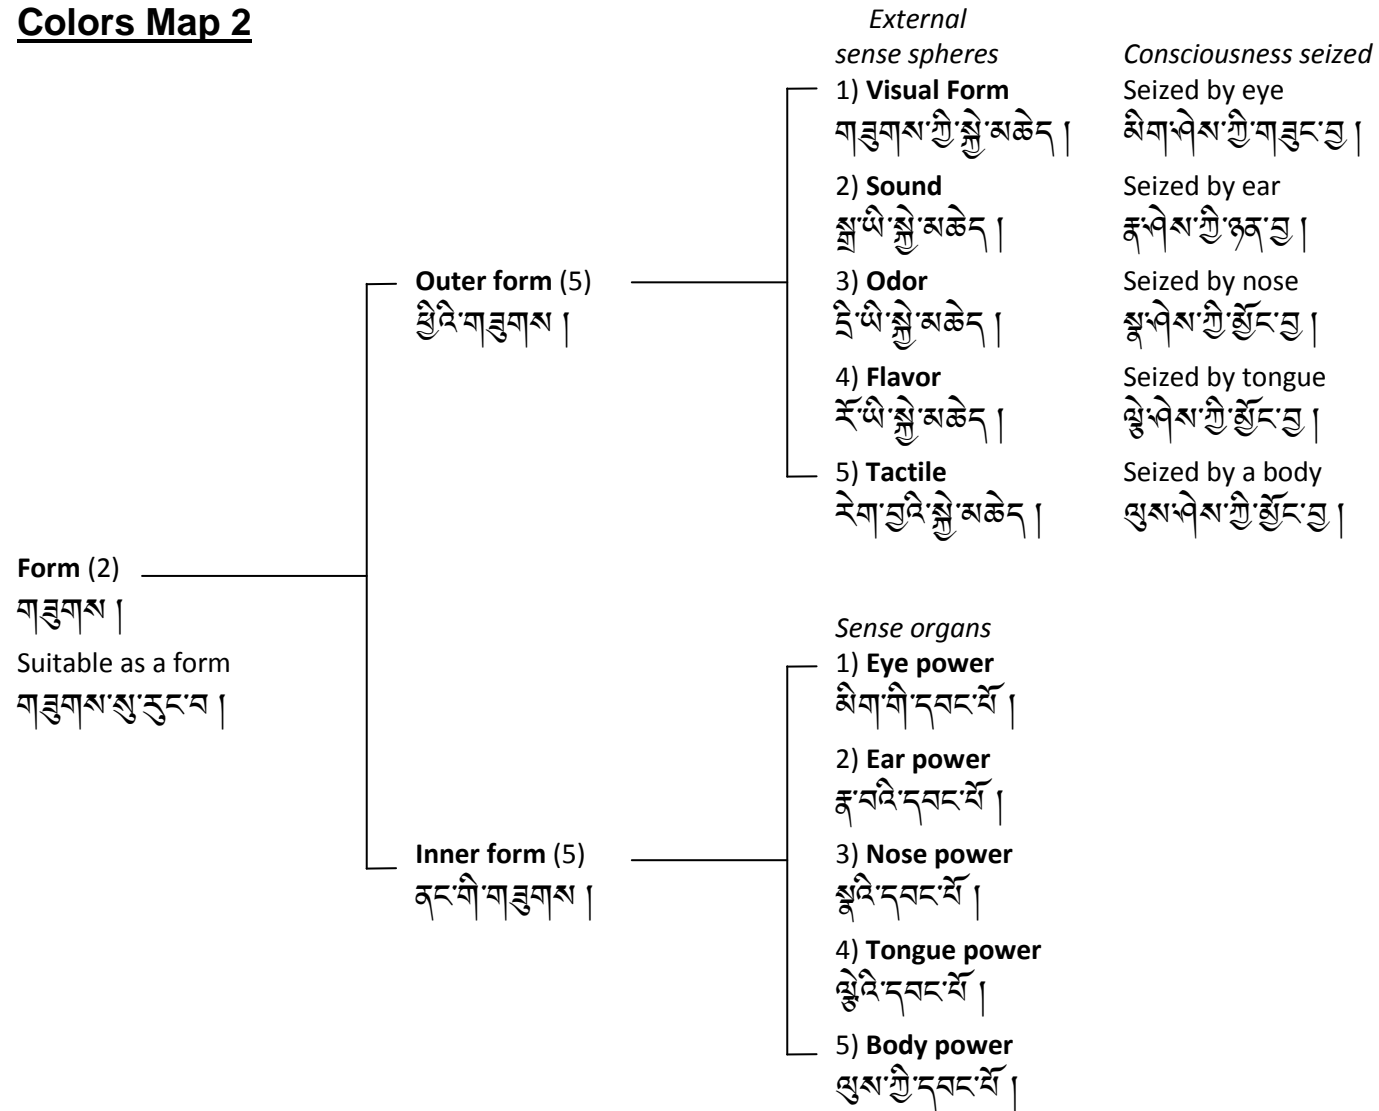 Colors Map 2
External
sense spheres
Consciousness seized
1) Visual Form
Seized by eye
གཟུགས་ཀྱི་སྐྱེ་མཆེད །
མིག་ཤེས་ཀྱི་གཟུང་བྱ །
2) Sound
Seized by ear
སྒྲ་ཡི་སྐྱེ་མཆེད །
རྣ་ཤེས་ཀྱི་ཉན་བྱ །
Outer form (5)
3) Odor
Seized by nose
ཕྱིའི་གཟུགས །
དྲི་ཡི་སྐྱེ་མཆེད །
སྣ་ཤེས་ཀྱི་མྱོང་བྱ །
4) Flavor
Seized by tongue
རོ་ཡི་སྐྱེ་མཆེད །
ལྕེ་ཤེས་ཀྱི་མྱོང་བྱ །
5) Tactile
Seized by a body
རེག་བྱའི་སྐྱེ་མཆེད །
ལུས་ཤེས་ཀྱི་མྱོང་བྱ །
Form (2)
གཟུགས །
Suitable as a form
གཟུགས་སུ་རུང་བ །
Sense organs
1) Eye power
མིག་གི་དབང་པོ །
2) Ear power
རྣ་བའི་དབང་པོ །
Inner form (5)
3) Nose power
ནང་གི་གཟུགས །
སྣའི་དབང་པོ །
4) Tongue power
ལྕེའི་དབང་པོ །
5) Body power
ལུས་ཀྱི་དབང་པོ །